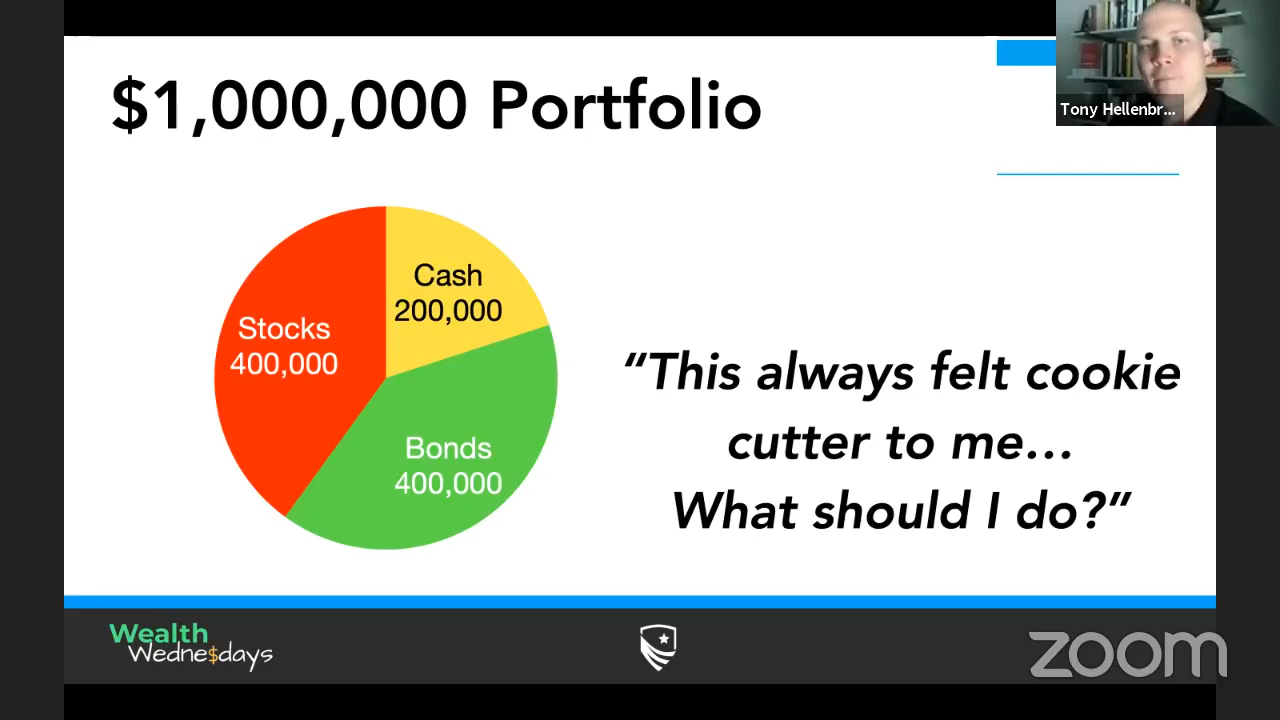 $1,000,000 Portfolio
Tony Hellenbr...
Cash
200,000
Stocks
400,000
Bonds
400,000
“This always felt cookie
cutter to me...
What should I do?”
Wealth
Wedne$days
zoom